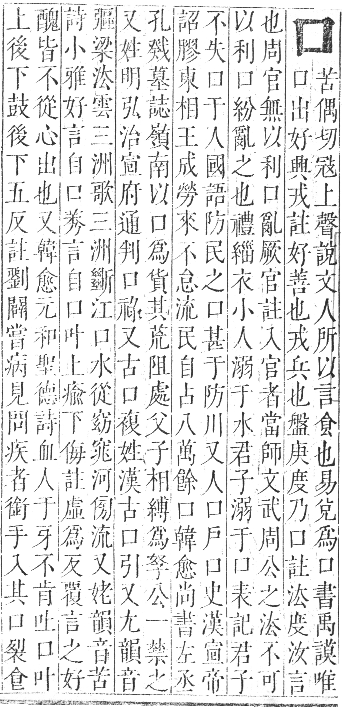 口
苦偶切寇上聲說文人所以言食也易兌爲口書禹謨唯
口出好興戎註好善也戎兵也盤庚度乃口註法度汝言
也周官無以利口亂厥官註入官者當師文武周公之法不可
以利口紛亂之也禮緇衣小人溺于水君子溺于口表記君子
不失口于人國語防民之口甚于防川又人口戶口史漢宣帝
詔膠東相王成勞來不怠流民自占八萬餘口韓愈尚書左丞
孔戣墓誌嶺南以口爲貨其荒阻處父子相縛爲孥公一禁之
又姓明弘治宣府通判口祿又古口複姓漢古口引又尤韻音
彄梁沈雲三洲歌三洲斷江口水從窈窕河傍流又姥韻音苦
詩小雅好言自口莠言自口叶上瘉下侮註虛爲反覆言之好
醜皆不從心出也又韓愈元和聖德詩血人于牙不肯吐口叶
上後下鼓後下五反註劉闢嘗病見問疾者銜手入其口裂食